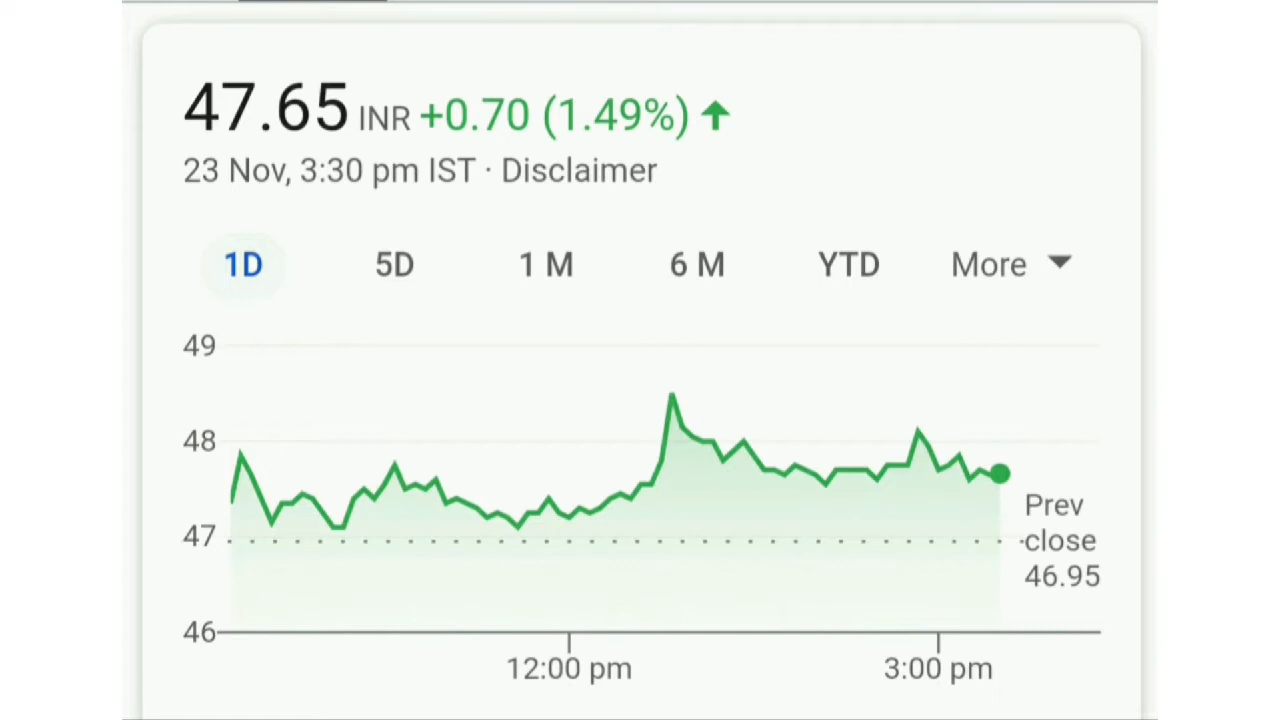 47.65 INR +0.70 (1.49%) ↑
23 Nov, 3:30 pm IST · Disclaimer
1D 5D 1 M 6 M YTD More
49
48
47
46
Prev
close
46.95
12:00 pm 3:00 pm